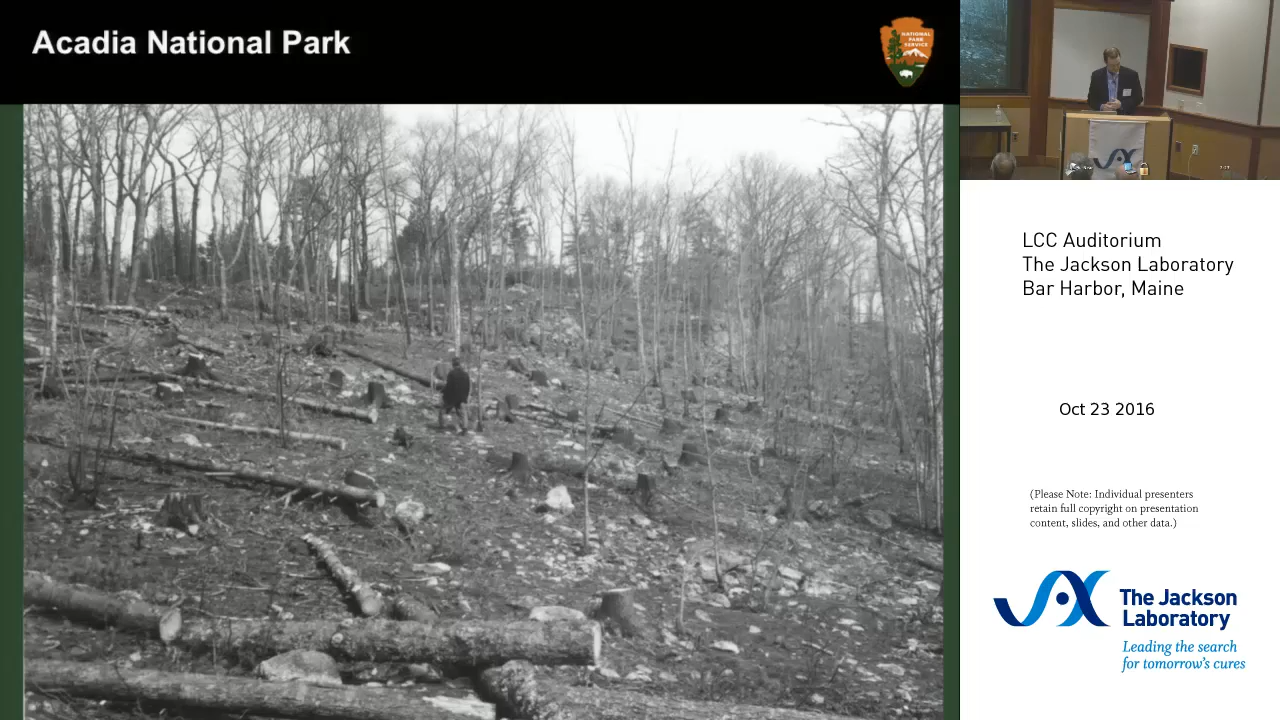 Acadia National Park
NATIONAL
PARK
SERVICE
LCC Auditorium
The Jackson Laboratory
Bar Harbor, Maine
Oct 23 2016
(Please Note: Individual presenters
retain full copyright on presentation
content, slides, and other data.)
The Jackson
Laboratory
Leading the search
for tomorrow's cures